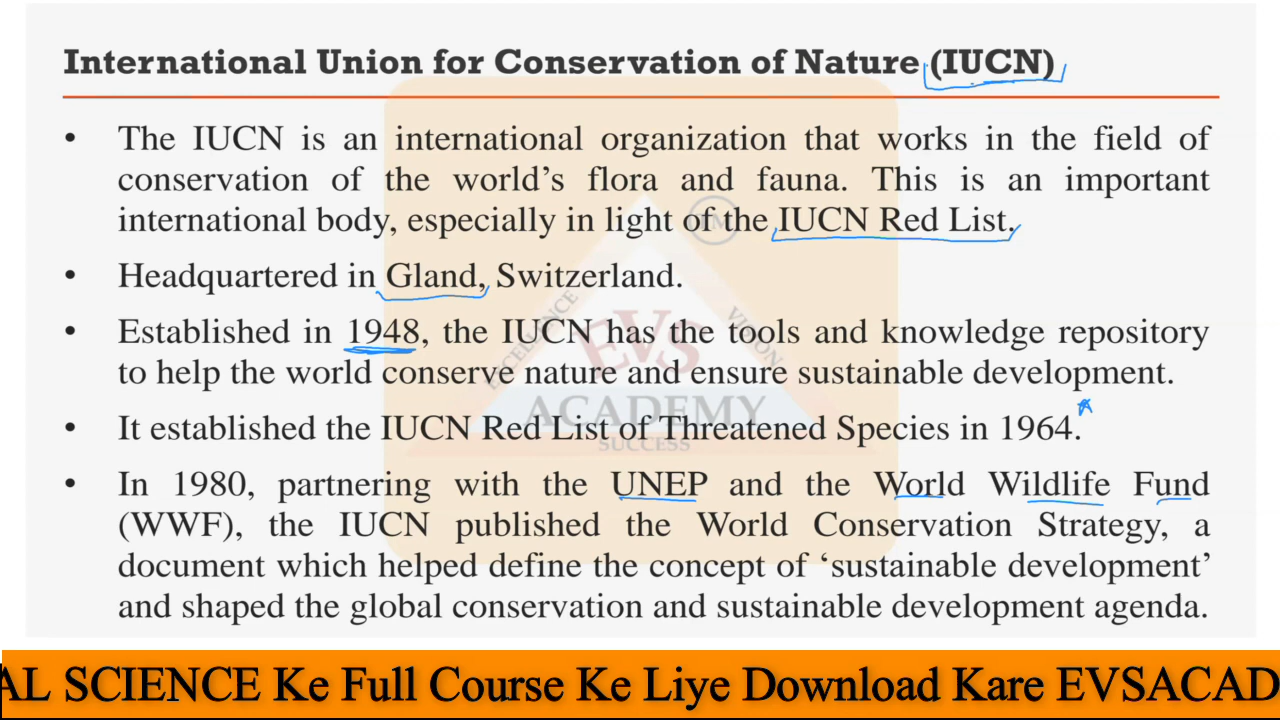 International Union for Conservation of Nature (IUCN)
• The IUCN is an international organization that works in the field of
conservation of the world’s flora and fauna. This is an important
international body, especially in light of the IUCN Red List.
• Headquartered in Gland, Switzerland.
• Established in 1948, the IUCN has the tools and knowledge repository
to help the world conserve nature and ensure sustainable development.
• It established the IUCN Red List of Threatened Species in 1964.
• In 1980, partnering with the UNEP and the World Wildlife Fund
(WWF), the IUCN published the World Conservation Strategy, a
document which helped define the concept of ‘sustainable development’
and shaped the global conservation and sustainable development agenda.
TM
EXCELLENCE
VISION
EVS
ACADEMY
SUCCESS
AL SCIENCE Ke Full Course Ke Liye Download Kare EVSACAD